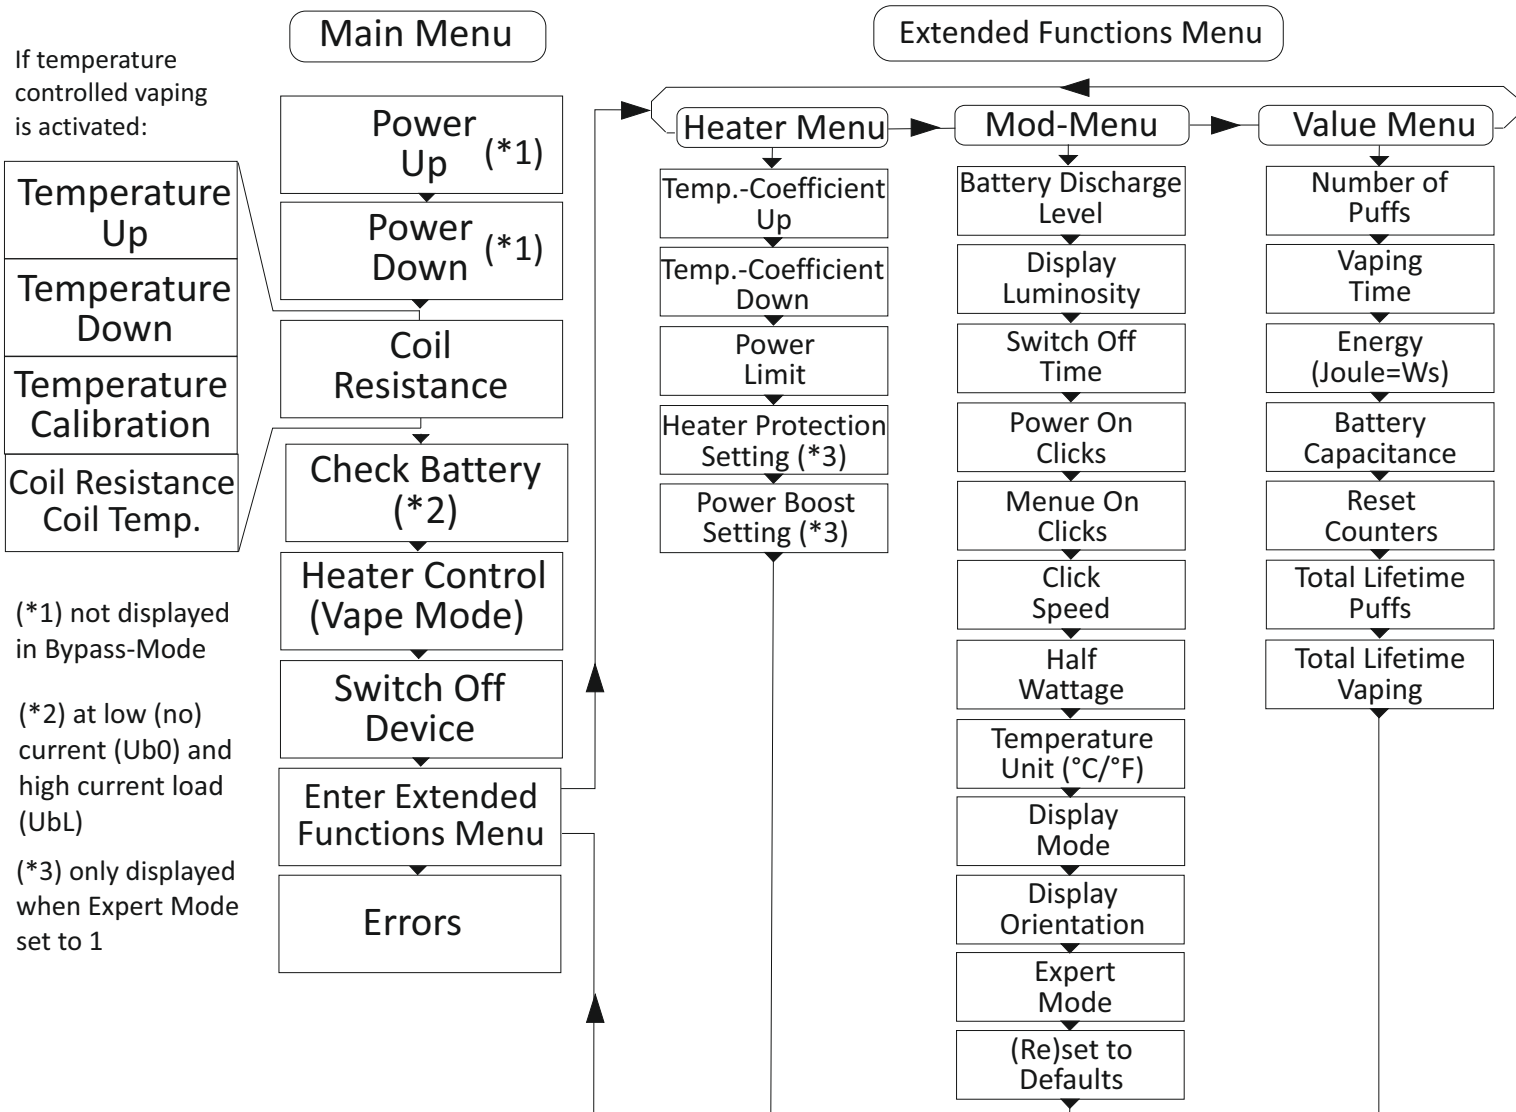 Main Menu
Extended Functions Menu
If temperature
controlled vaping
is activated:
Temperature
Up
Temperature
Down
Temperature
Calibration
Coil Resistance
Coil Temp.
(*1) not displayed
in Bypass-Mode
(*2) at low (no)
current (Ub0) and
high current load
(UbL)
(*3) only displayed
when Expert Mode
set to 1
Power
Up (*1)
Power
Down (*1)
Coil
Resistance
Check Battery
(*2)
Heater Control
(Vape Mode)
Switch Off
Device
Enter Extended
Functions Menu
Errors
Heater Menu
Temp.-Coefficient
Up
Temp.-Coefficient
Down
Power
Limit
Heater Protection
Setting (*3)
Power Boost
Setting (*3)
Mod-Menu
Battery Discharge
Level
Display
Luminosity
Switch Off
Time
Power On
Clicks
Menue On
Clicks
Click
Speed
Half
Wattage
Temperature
Unit (°C/°F)
Display
Mode
Display
Orientation
Expert
Mode
(Re)set to
Defaults
Value Menu
Number of
Puffs
Vaping
Time
Energy
(Joule=Ws)
Battery
Capacitance
Reset
Counters
Total Lifetime
Puffs
Total Lifetime
Vaping